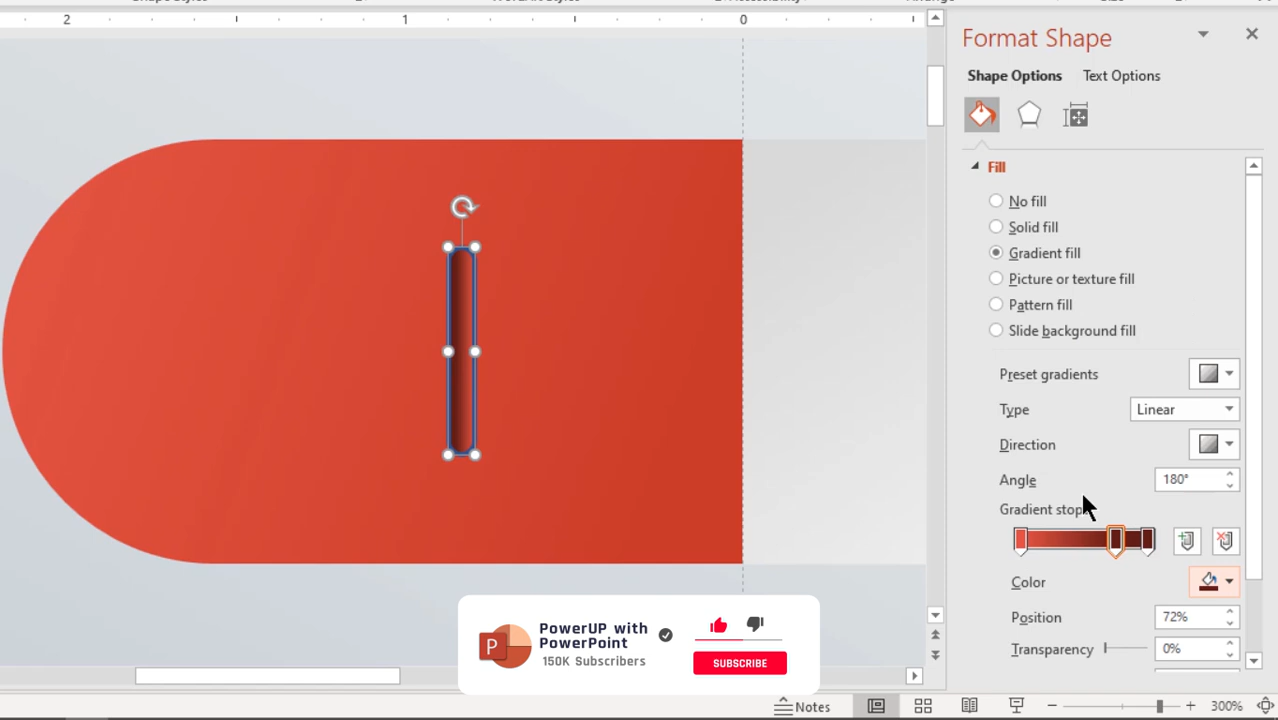 2 1 0
Format Shape
Shape Options Text Options
Fill
No fill
Solid fill
Gradient fill
Picture or texture fill
Pattern fill
Slide background fill
Preset gradients
Type Linear
Direction
Angle 180°
Gradient stop
Color
Position 72%
Transparency 0%
P
PowerUP with
PowerPoint
150K Subscribers
SUBSCRIBE
Notes
300%